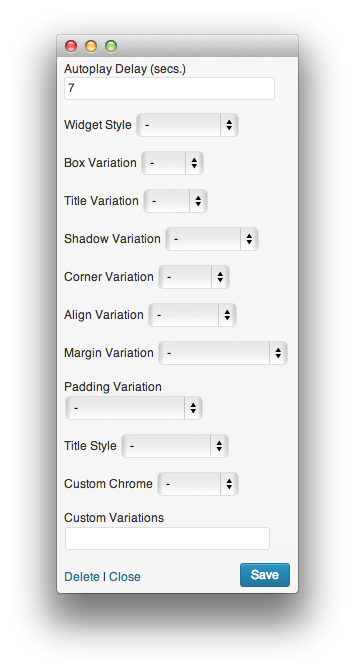 Autoplay Delay (secs.)
7
Widget Style -
Box Variation -
Title Variation -
Shadow Variation -
Corner Variation -
Align Variation -
Margin Variation -
Padding Variation
-
Title Style -
Custom Chrome -
Custom Variations
Delete | Close Save